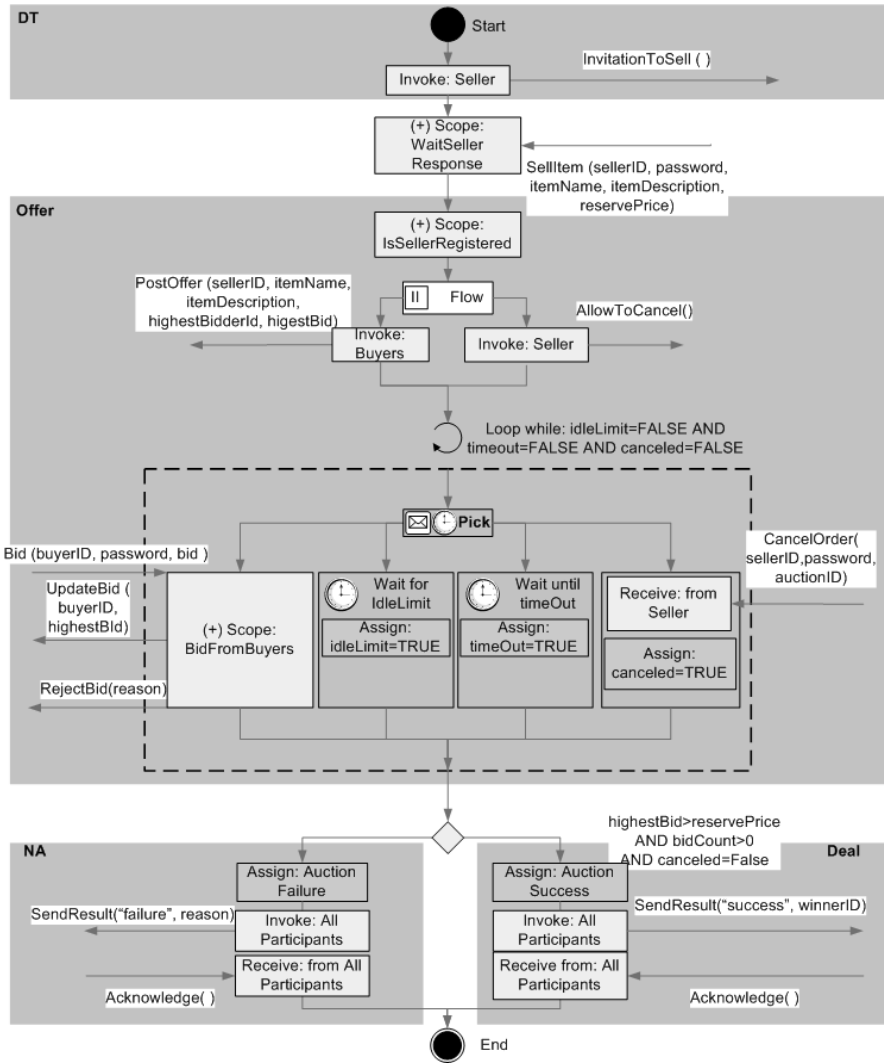 DT
Start
InvitationToSell ( )
Invoke: Seller
(+) Scope:
WaitSeller
Response
SellItem (sellerID, password,
itemName, itemDescription,
reservePrice)
Offer
(+) Scope:
IsSellerRegistered
PostOffer (sellerID, itemName,
itemDescription,
highestBidderId, higestBid)
II Flow
AllowToCancel()
Invoke:
Buyers
Invoke: Seller
Loop while: idleLimit=FALSE AND
timeout=FALSE AND canceled=FALSE
Pick
Bid (buyerID, password, bid )
UpdateBid (
buyerID,
highestBId)
RejectBid(reason)
(+) Scope:
BidFromBuyers
Wait for
IdleLimit
Assign:
idleLimit=TRUE
Wait until
timeOut
Assign:
timeOut=TRUE
Receive: from
Seller
Assign:
canceled=TRUE
CancelOrder(
sellerID,password,
auctionID)
highestBid>reservePrice
AND bidCount>0
AND canceled=False
NA
Assign: Auction
Failure
SendResult(“failure”, reason)
Invoke: All
Participants
Receive: from All
Participants
Acknowledge( )
Deal
Assign: Auction
Success
SendResult(“success”, winnerID)
Invoke: All
Participants
Receive from: All
Participants
Acknowledge( )
End